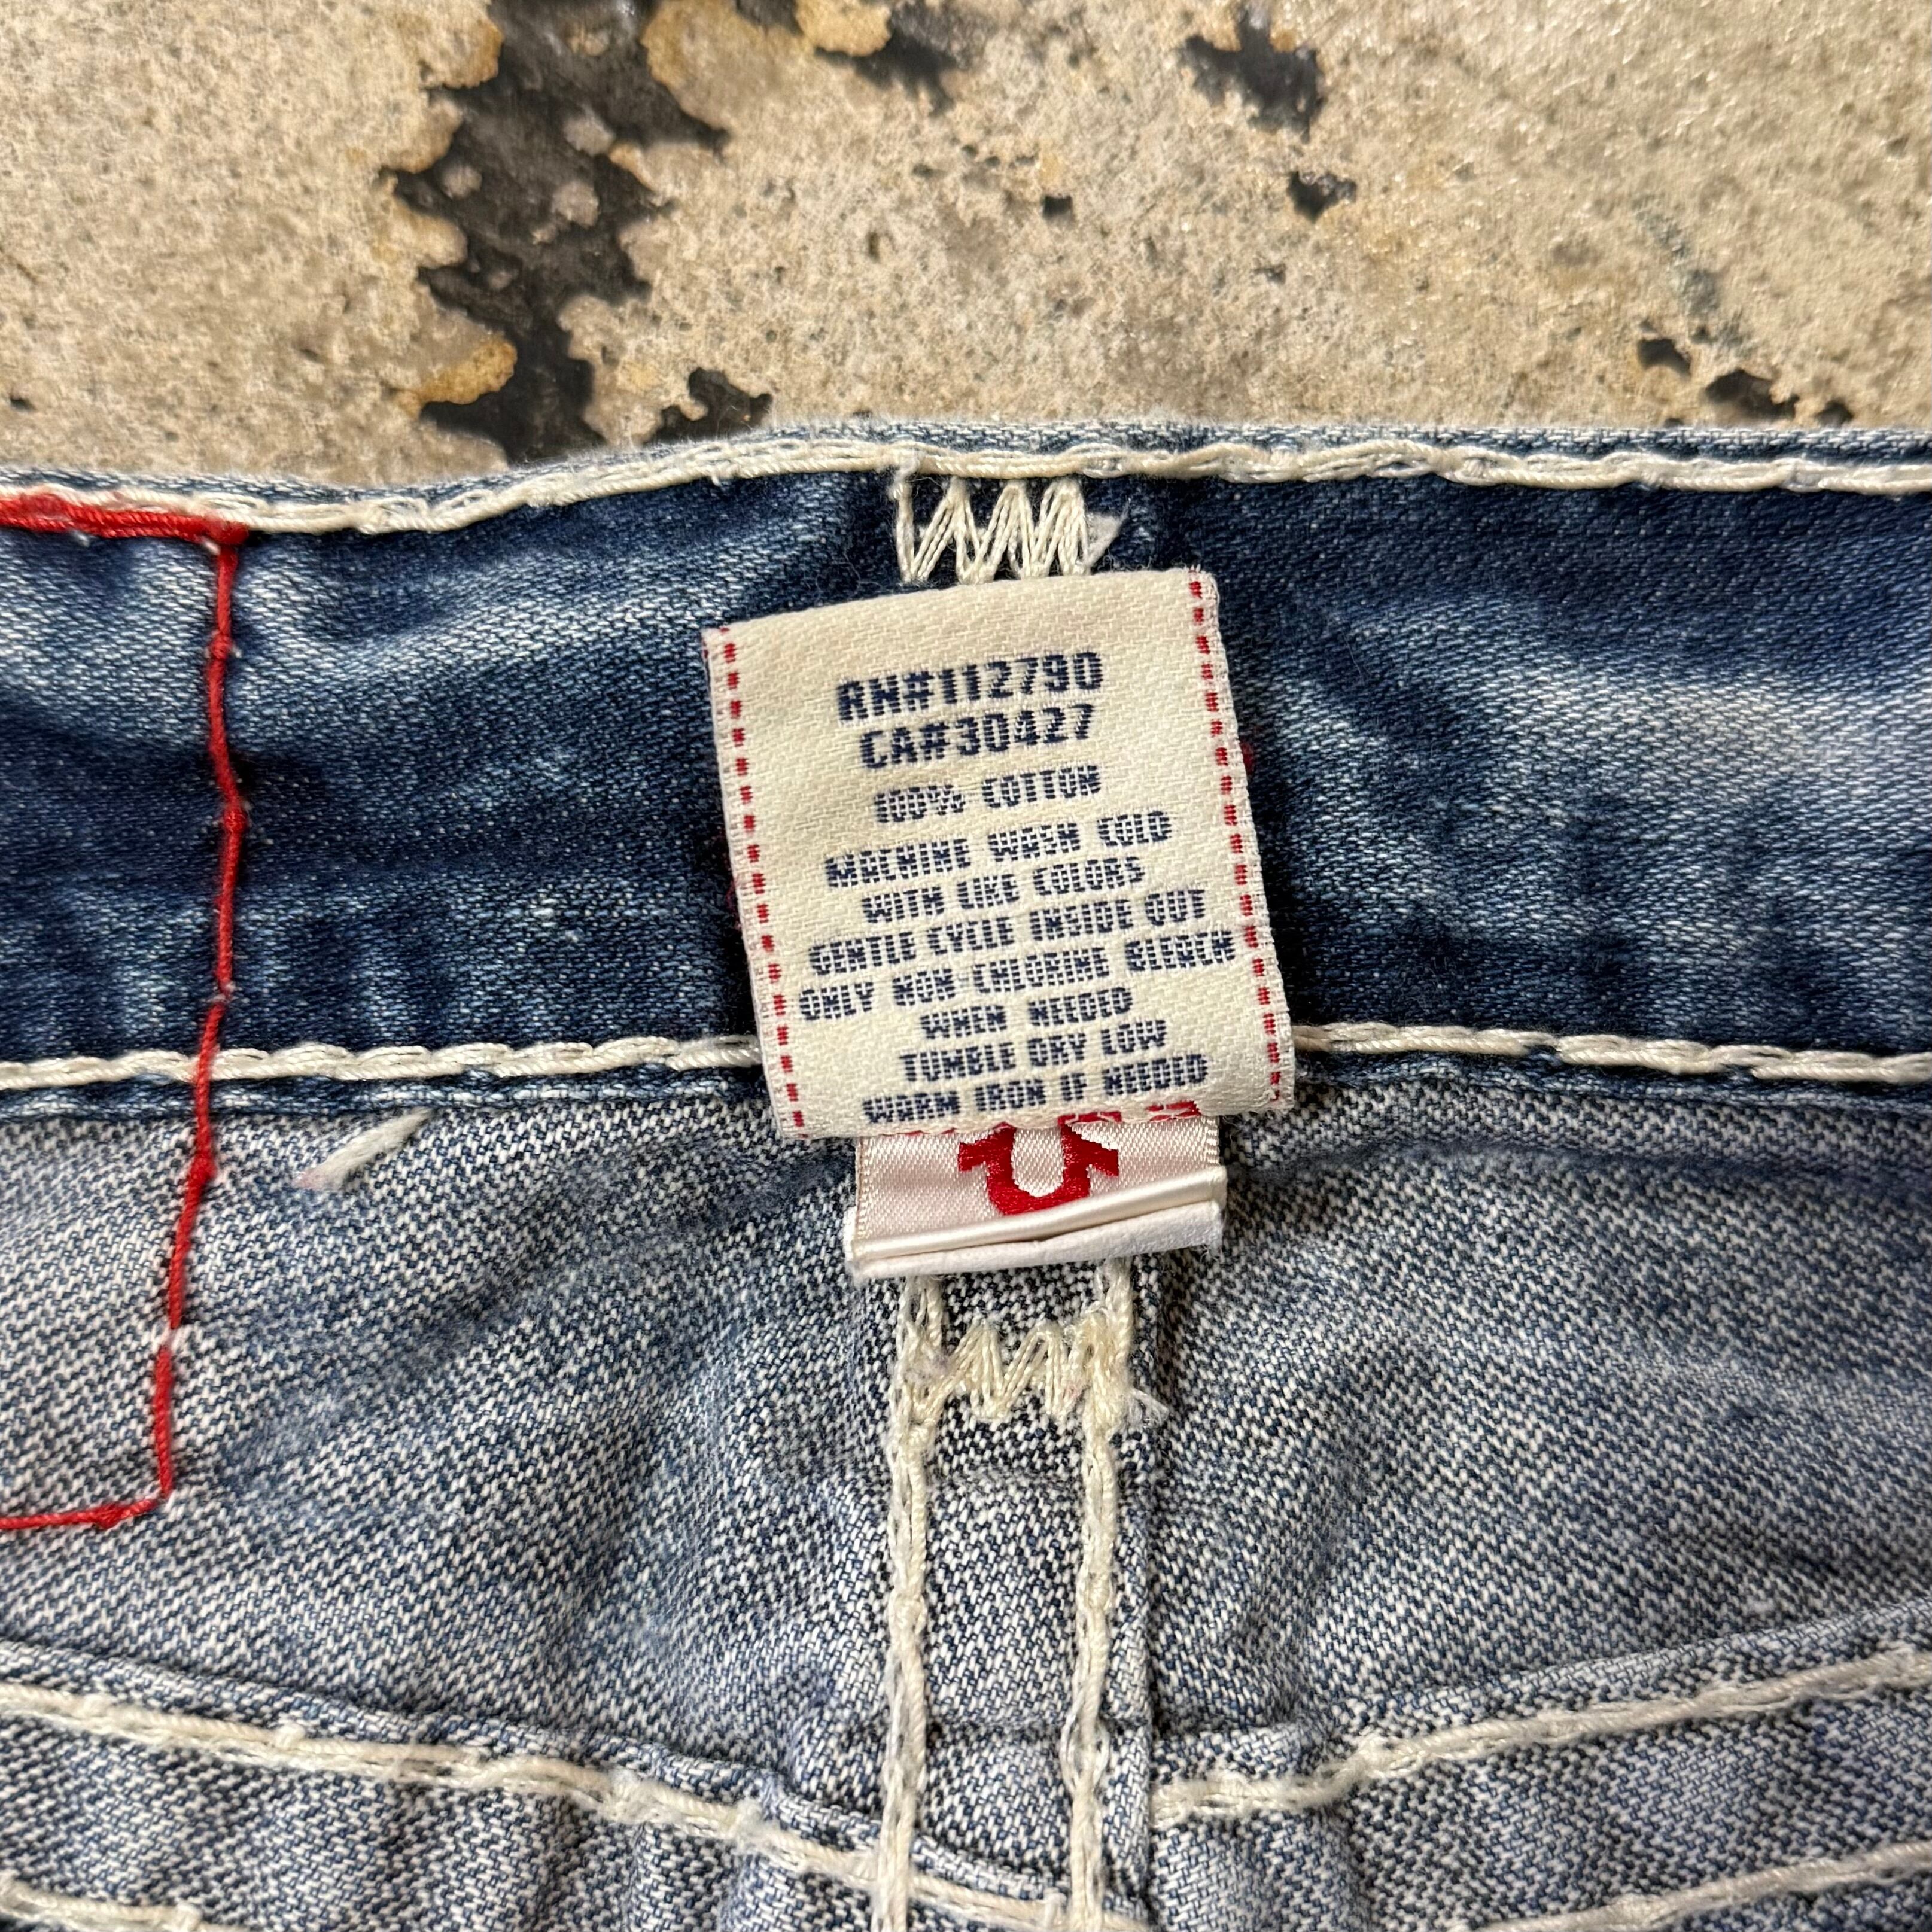 RN#112790
CA#30427
100% COTTON
MACHINE WASH COLD
WITH LIKE COLORS
GENTLE CYCLE INSIDE OUT
ONLY NON-CHLORINE BLEACH
WHEN NEEDED
TUMBLE DRY LOW
WARM IRON IF NEEDED